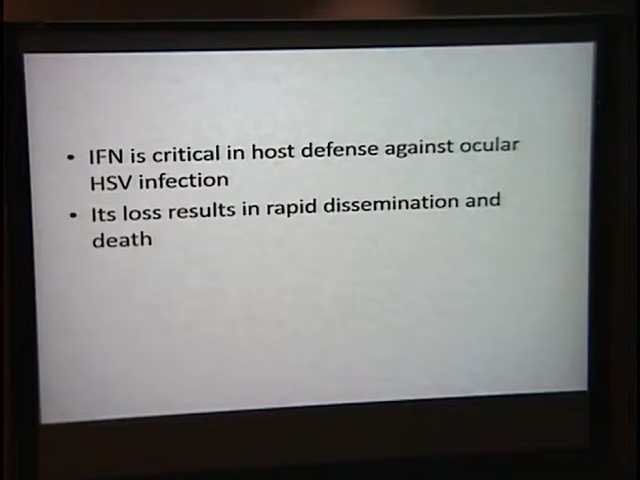 • IFN is critical in host defense against ocular
HSV infection
• Its loss results in rapid dissemination and
death